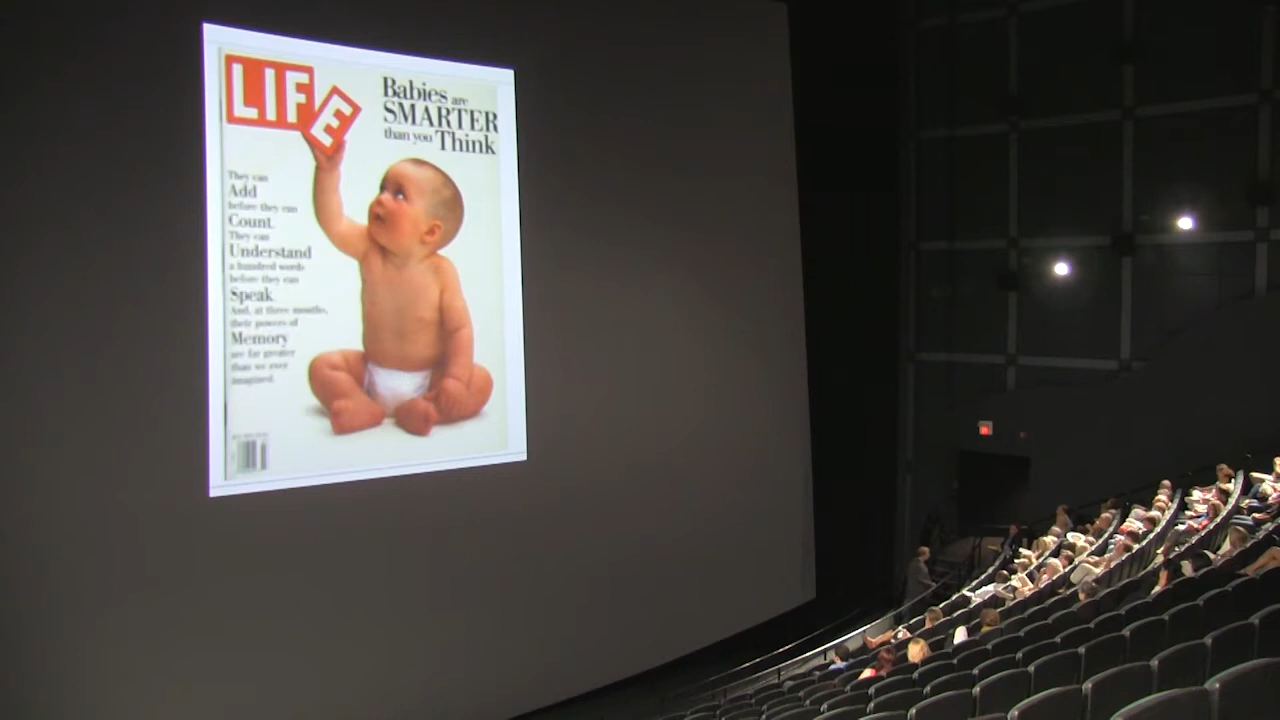 LIFE
Babies are
SMARTER
than you Think
They can
Add
before they can
Count.
They can
Understand
a hundred words
before they can
Speak.
And, at three months,
their powers of
Memory
are far greater
than we ever
imagined.